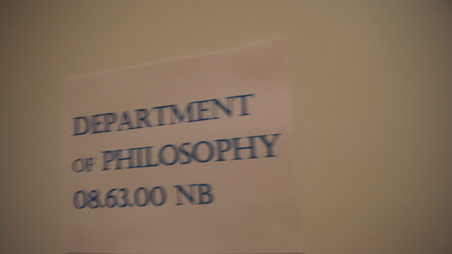 DEPARTMENT
OF PHILOSOPHY
08.63.00 NB